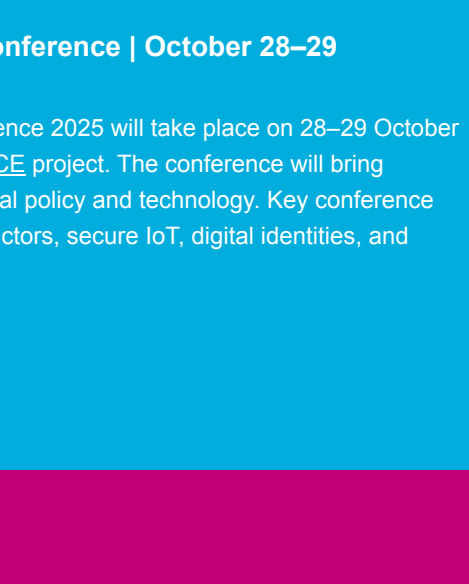 onference | October 28–29
ence 2025 will take place on 28–29 October
CE project. The conference will bring
al policy and technology. Key conference
ctors, secure IoT, digital identities, and